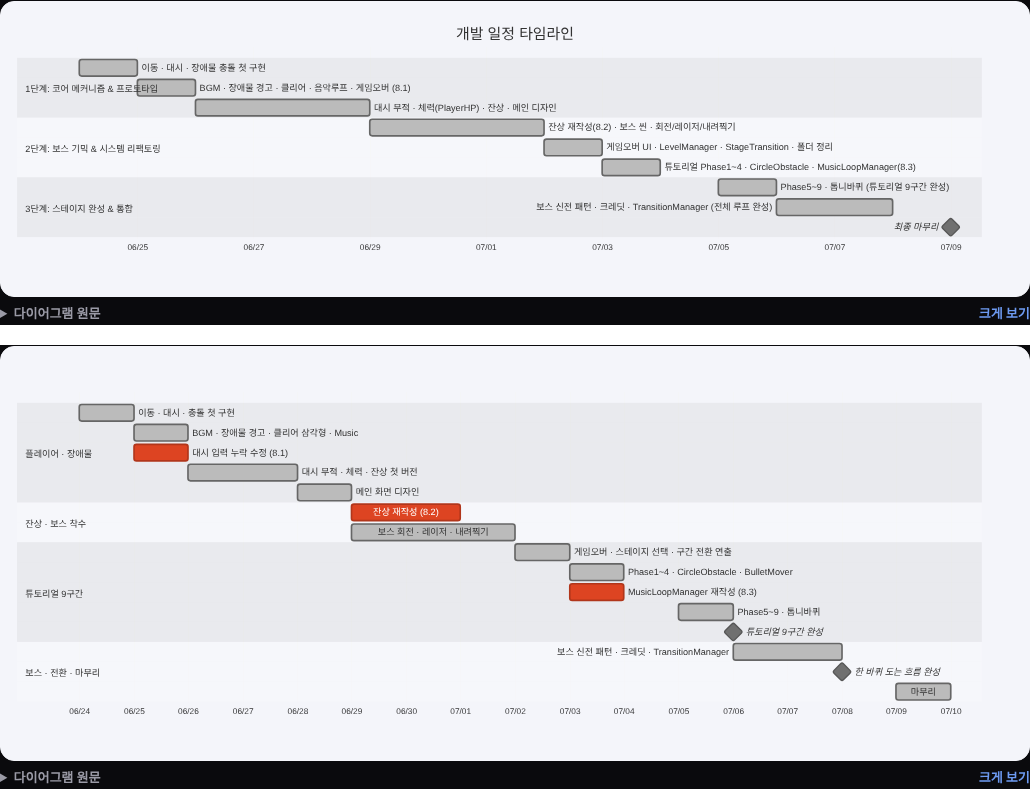 개발 일정 타임라인
이동 · 대시 · 장애물 충돌 첫 구현
1단계: 코어 메커니즘 & 프로토타입
BGM · 장애물 경고 · 클리어 · 음악루프 · 게임오버 (8.1)
대시 무적 · 체력(PlayerHP) · 잔상 · 메인 디자인
잔상 재작성(8.2) · 보스 씬 · 회전/레이저/내려찍기
2단계: 보스 기믹 & 시스템 리팩토링
게임오버 UI · LevelManager · StageTransition · 폴더 정리
튜토리얼 Phase1~4 · CircleObstacle · MusicLoopManager(8.3)
Phase5~9 · 톱니바퀴 (튜토리얼 9구간 완성)
3단계: 스테이지 완성 & 통합
보스 신전 패턴 · 크레딧 · TransitionManager (전체 루프 완성)
최종 마무리
06/25 06/27 06/29 07/01 07/03 07/05 07/07 07/09
▶ 다이어그램 원문 크게 보기
이동 · 대시 · 충돌 첫 구현
BGM · 장애물 경고 · 클리어 삼각형 · Music
플레이어 · 장애물
대시 입력 누락 수정 (8.1)
대시 무적 · 체력 · 잔상 첫 버전
메인 화면 디자인
잔상 재작성 (8.2)
잔상 · 보스 착수
보스 회전 · 레이저 · 내려찍기
게임오버 · 스테이지 선택 · 구간 전환 연출
Phase1~4 · CircleObstacle · BulletMover
튜토리얼 9구간
MusicLoopManager 재작성 (8.3)
Phase5~9 · 톱니바퀴
튜토리얼 9구간 완성
보스 신전 패턴 · 크레딧 · TransitionManager
보스 · 전환 · 마무리
한 바퀴 도는 흐름 완성
마무리
06/24 06/25 06/26 06/27 06/28 06/29 06/30 07/01 07/02 07/03 07/04 07/05 07/06 07/07 07/08 07/09 07/10
▶ 다이어그램 원문 크게 보기